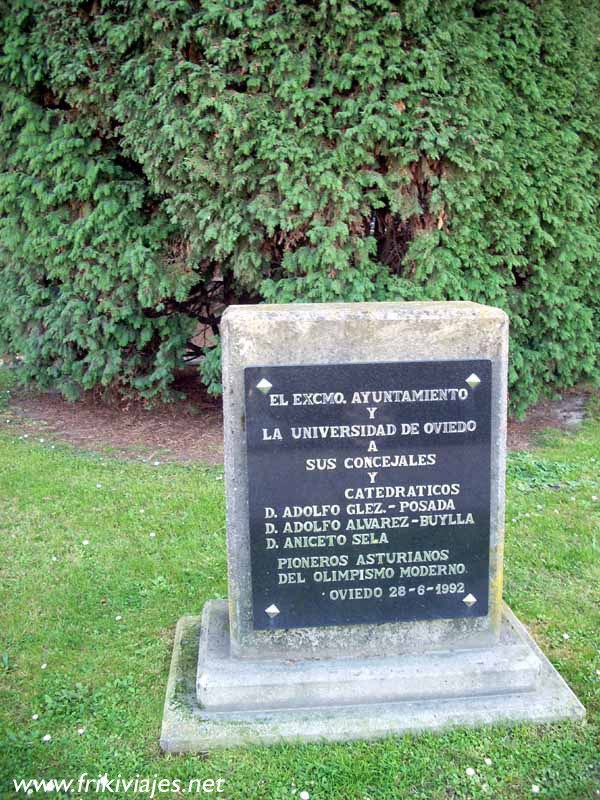 EL EXCMO. AYUNTAMIENTO
Y
LA UNIVERSIDAD DE OVIEDO
A
SUS CONCEJALES
Y
CATEDRATICOS
D. ADOLFO GLEZ.-POSADA
D. ADOLFO ALVAREZ-BUYLLA
D. ANICETO SELA
PIONEROS ASTURIANOS
DEL OLIMPISMO MODERNO.
OVIEDO 28-6-1992
www.frikiviajes.net